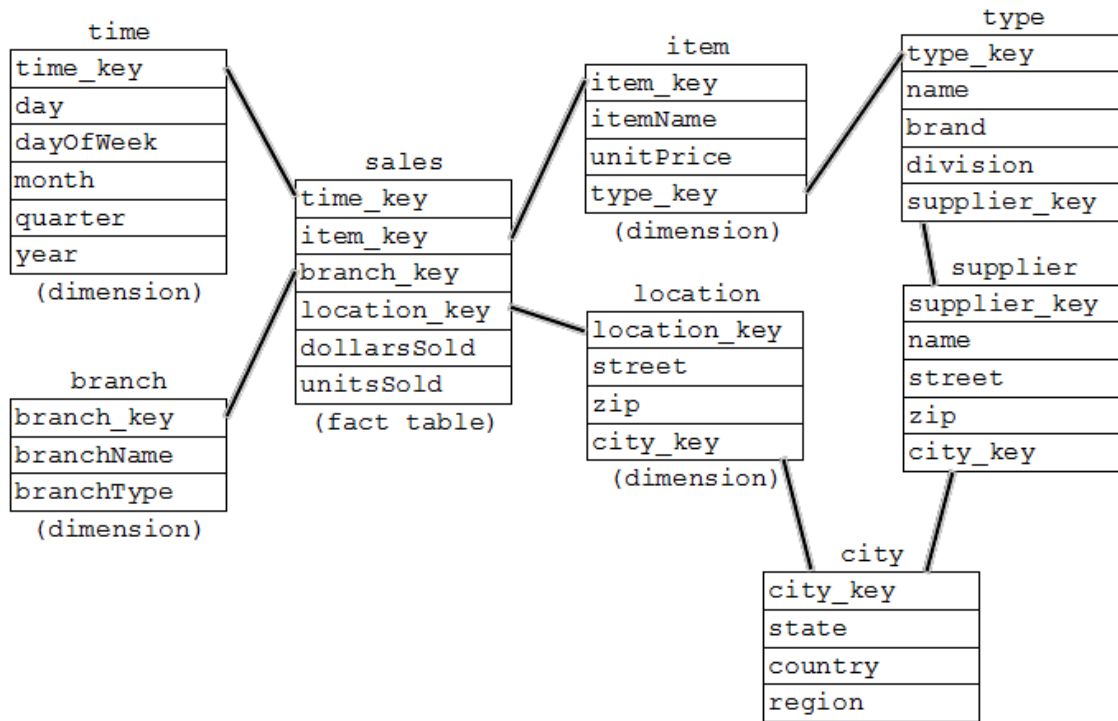 time
time_key
day
dayOfWeek
month
quarter
year
(dimension)
branch
branch_key
branchName
branchType
(dimension)
sales
time_key
item_key
branch_key
location_key
dollarsSold
unitsSold
(fact table)
item
item_key
itemName
unitPrice
type_key
(dimension)
location
location_key
street
zip
city_key
(dimension)
type
type_key
name
brand
division
supplier_key
supplier
supplier_key
name
street
zip
city_key
city
city_key
state
country
region